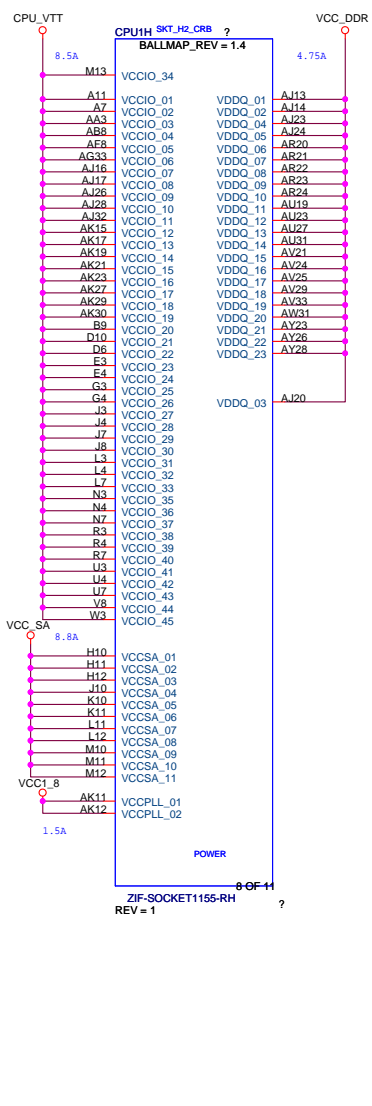 CPU_VTT
VCC_DDR
CPU1H SKT_H2_CRB ?
BALLMAP_REV = 1.4
8.5A
4.75A
M13 VCCIO_34
A11 VCCIO_01 VDDQ_01 AJ13
A7 VCCIO_02 VDDQ_02 AJ14
AA3 VCCIO_03 VDDQ_04 AJ23
AB8 VCCIO_04 VDDQ_05 AJ24
AF8 VCCIO_05 VDDQ_06 AR20
AG33 VCCIO_06 VDDQ_07 AR21
AJ16 VCCIO_07 VDDQ_08 AR22
AJ17 VCCIO_08 VDDQ_09 AR23
AJ26 VCCIO_09 VDDQ_10 AR24
AJ28 VCCIO_10 VDDQ_11 AU19
AJ32 VCCIO_11 VDDQ_12 AU23
AK15 VCCIO_12 VDDQ_13 AU27
AK17 VCCIO_13 VDDQ_14 AU31
AK19 VCCIO_14 VDDQ_15 AV21
AK21 VCCIO_15 VDDQ_16 AV24
AK23 VCCIO_16 VDDQ_17 AV25
AK27 VCCIO_17 VDDQ_18 AV29
AK29 VCCIO_18 VDDQ_19 AV33
AK30 VCCIO_19 VDDQ_20 AW31
B9 VCCIO_20 VDDQ_21 AY23
D10 VCCIO_21 VDDQ_22 AY26
D6 VCCIO_22 VDDQ_23 AY28
E3 VCCIO_23
E4 VCCIO_24
G3 VCCIO_25
G4 VCCIO_26 VDDQ_03 AJ20
J3 VCCIO_27
J4 VCCIO_28
J7 VCCIO_29
J8 VCCIO_30
L3 VCCIO_31
L4 VCCIO_32
L7 VCCIO_33
N3 VCCIO_35
N4 VCCIO_36
N7 VCCIO_37
R3 VCCIO_38
R4 VCCIO_39
R7 VCCIO_40
U3 VCCIO_41
U4 VCCIO_42
U7 VCCIO_43
V8 VCCIO_44
W3 VCCIO_45
VCC_SA
8.8A
H10 VCCSA_01
H11 VCCSA_02
H12 VCCSA_03
J10 VCCSA_04
K10 VCCSA_05
K11 VCCSA_06
L11 VCCSA_07
L12 VCCSA_08
M10 VCCSA_09
M11 VCCSA_10
M12 VCCSA_11
VCC1_8
AK11 VCCPLL_01
AK12 VCCPLL_02
1.5A
POWER
8 OF 11
ZIF-SOCKET1155-RH
?
REV = 1